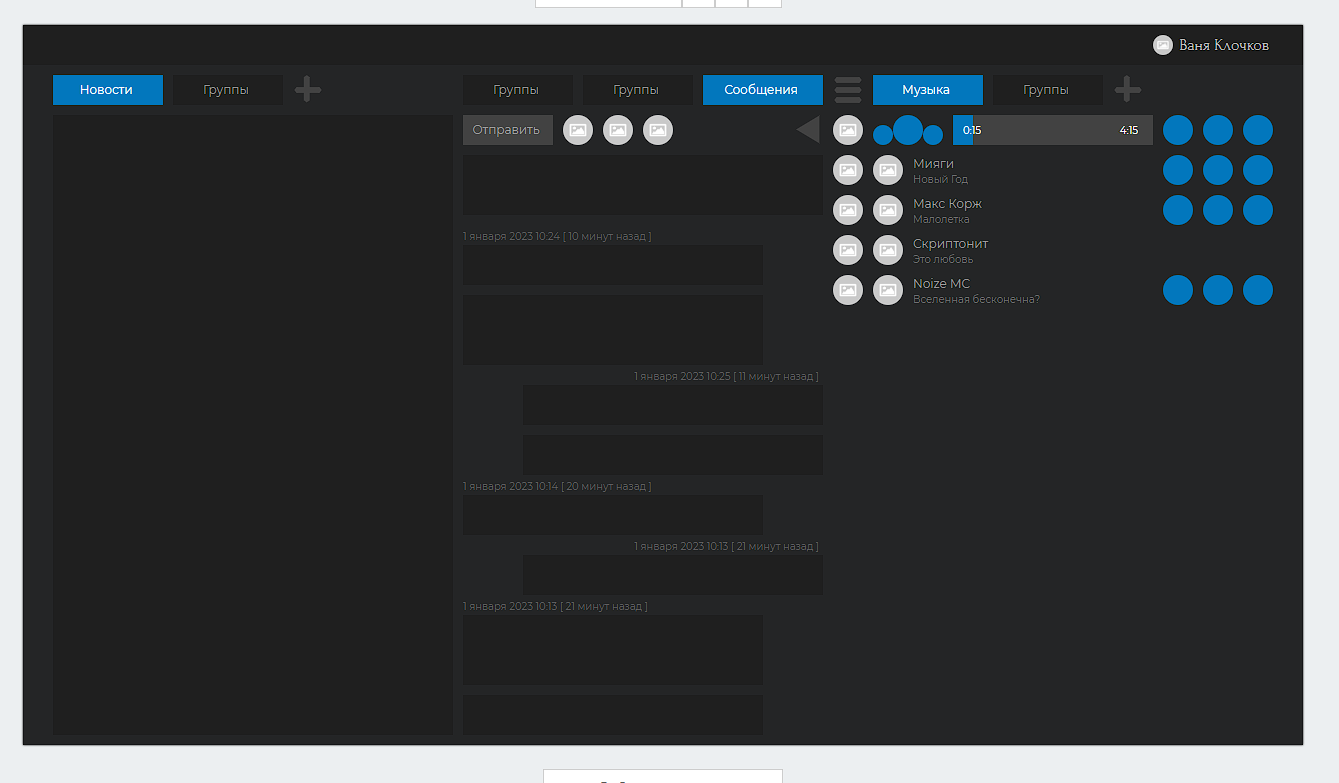 Ваня Клочков
Новости
Группы
Группы
Группы
Сообщения
Музыка
Группы
Отправить
0:15
4:15
Мияги
Новый Год
Макс Корж
Малолетка
Скриптонит
Это любовь
Noize MC
Вселенная бесконечна?
1 января 2023 10:24 [ 10 минут назад ]
1 января 2023 10:25 [ 11 минут назад ]
1 января 2023 10:14 [ 20 минут назад ]
1 января 2023 10:13 [ 21 минут назад ]
1 января 2023 10:13 [ 21 минут назад ]